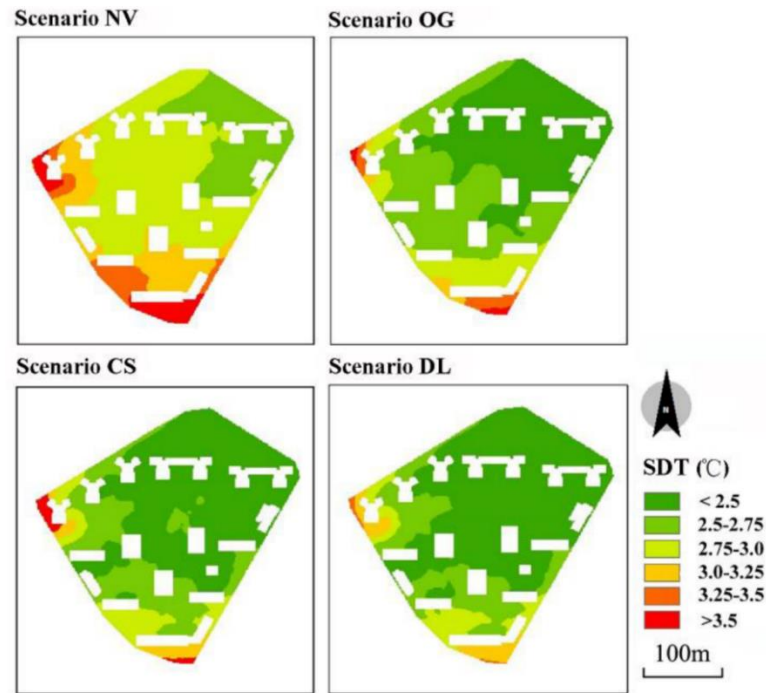 Scenario NV
Scenario OG
Scenario CS
Scenario DL
N
SDT (℃)
< 2.5
2.5-2.75
2.75-3.0
3.0-3.25
3.25-3.5
>3.5
100m